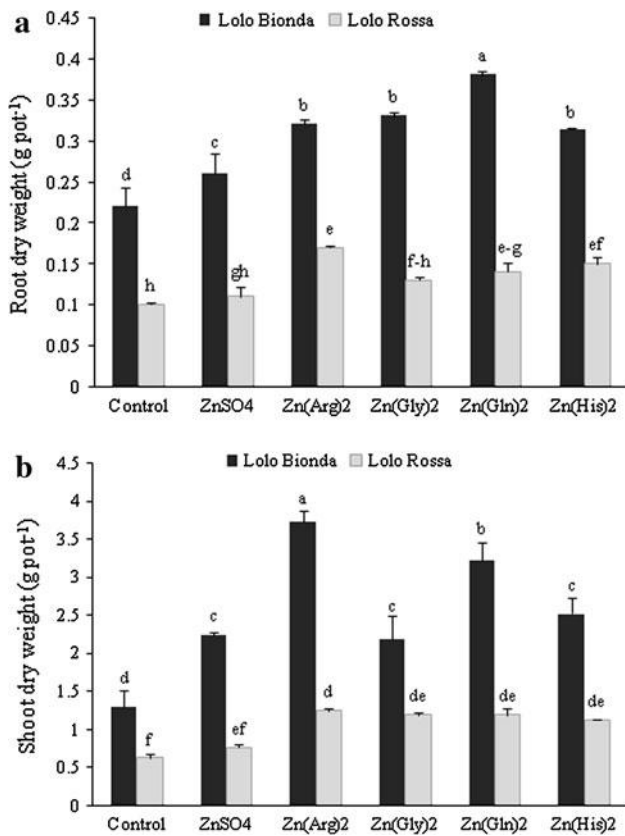 a
Lolo Bionda Lolo Rossa
Root dry weight (g pot-1)
0.45
0.4
0.35
0.3
0.25
0.2
0.15
0.1
0.05
0
d h c gh b e b f-h a e-g b ef
Control ZnSO4 Zn(Arg)2 Zn(Gly)2 Zn(Gln)2 Zn(His)2
b
Lolo Bionda Lolo Rossa
Shoot dry weight (g pot-1)
4.5
4
3.5
3
2.5
2
1.5
1
0.5
0
d f c ef a d c de b de c de
Control ZnSO4 Zn(Arg)2 Zn(Gly)2 Zn(Gln)2 Zn(His)2